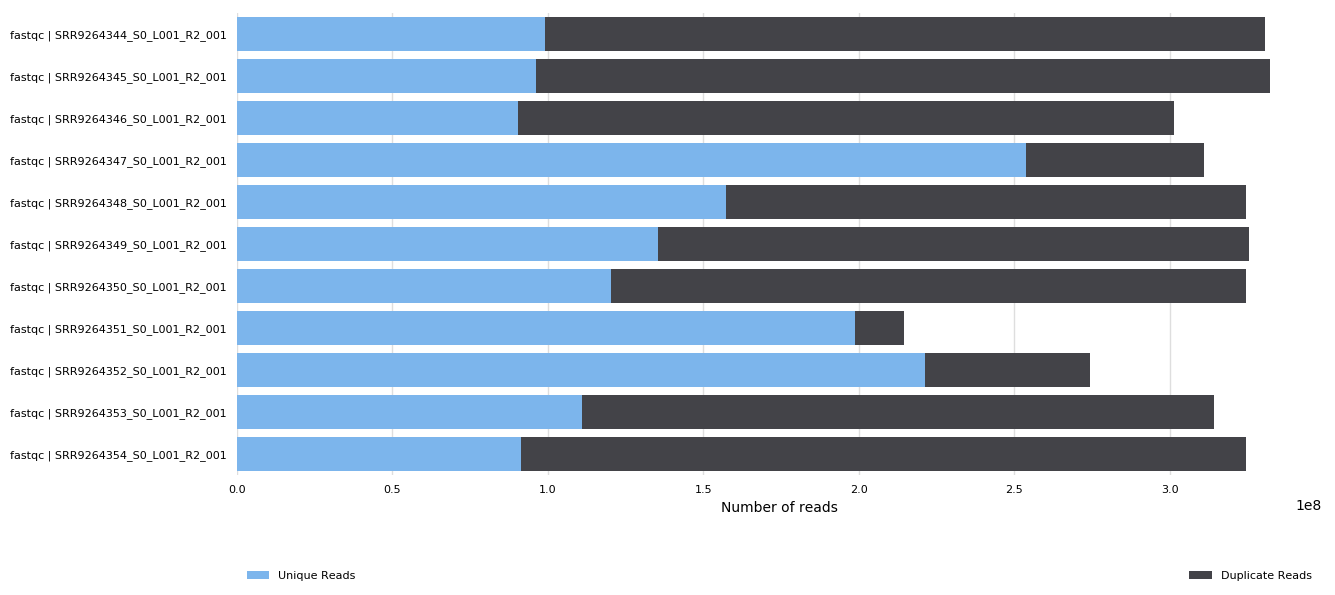 fastqc | SRR9264344_S0_L001_R2_001
fastqc | SRR9264345_S0_L001_R2_001
fastqc | SRR9264346_S0_L001_R2_001
fastqc | SRR9264347_S0_L001_R2_001
fastqc | SRR9264348_S0_L001_R2_001
fastqc | SRR9264349_S0_L001_R2_001
fastqc | SRR9264350_S0_L001_R2_001
fastqc | SRR9264351_S0_L001_R2_001
fastqc | SRR9264352_S0_L001_R2_001
fastqc | SRR9264353_S0_L001_R2_001
fastqc | SRR9264354_S0_L001_R2_001
0.0 0.5 1.0 1.5 2.0 2.5 3.0
Number of reads
1e8
Unique Reads
Duplicate Reads